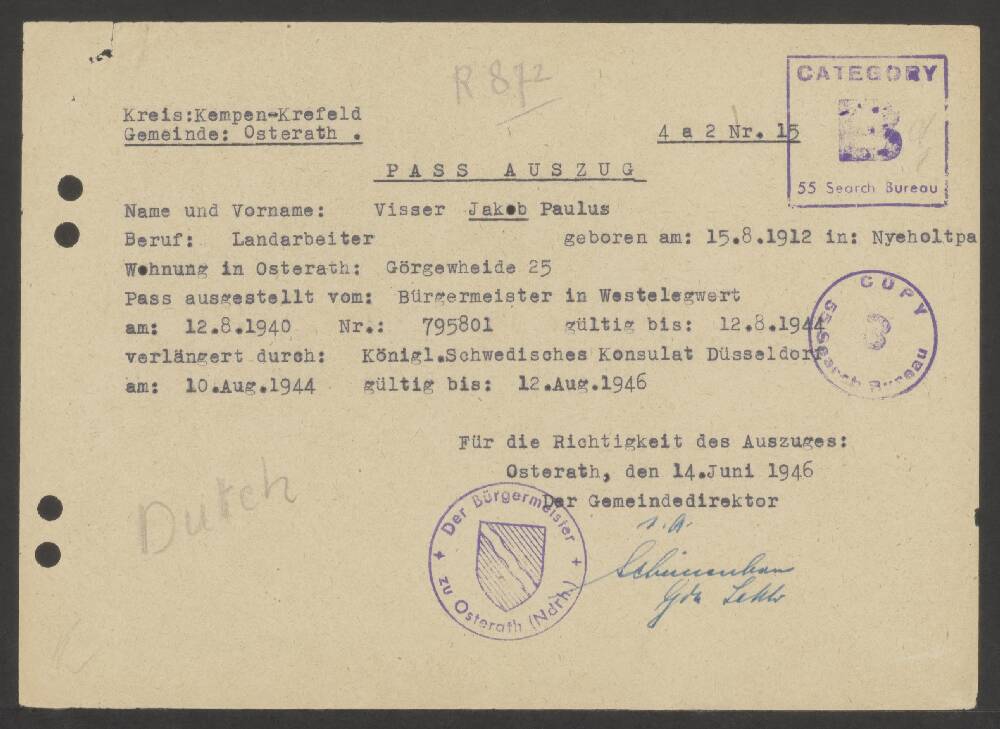 R 872
CATEGORY
B
55 Search Bureau
Kreis:Kempen-Krefeld
Gemeinde: Osterath .
4 a 2 Nr. 15
PASS AUSZUG
Name und Vorname: Visser Jakob Paulus
Beruf: Landarbeiter geboren am: 15.8.1912 in: Nyeholtpa
Wohnung in Osterath: Görgewheide 25
Pass ausgestellt vom: Bürgermeister in Westelegwert
am: 12.8.1940 Nr.: 795801 gültig bis: 12.8.1944
verlängert durch: Königl.Schwedisches Konsulat Düsseldorf
am: 10.Aug.1944 gültig bis: 12.Aug.1946
COPY
3
55 Search Bureau
Für die Richtigkeit des Auszuges:
Osterath, den 14.Juni 1946
Der Gemeindedirektor
Dutch
Der Bürgermeister
zu Osterath (Ndrh.)